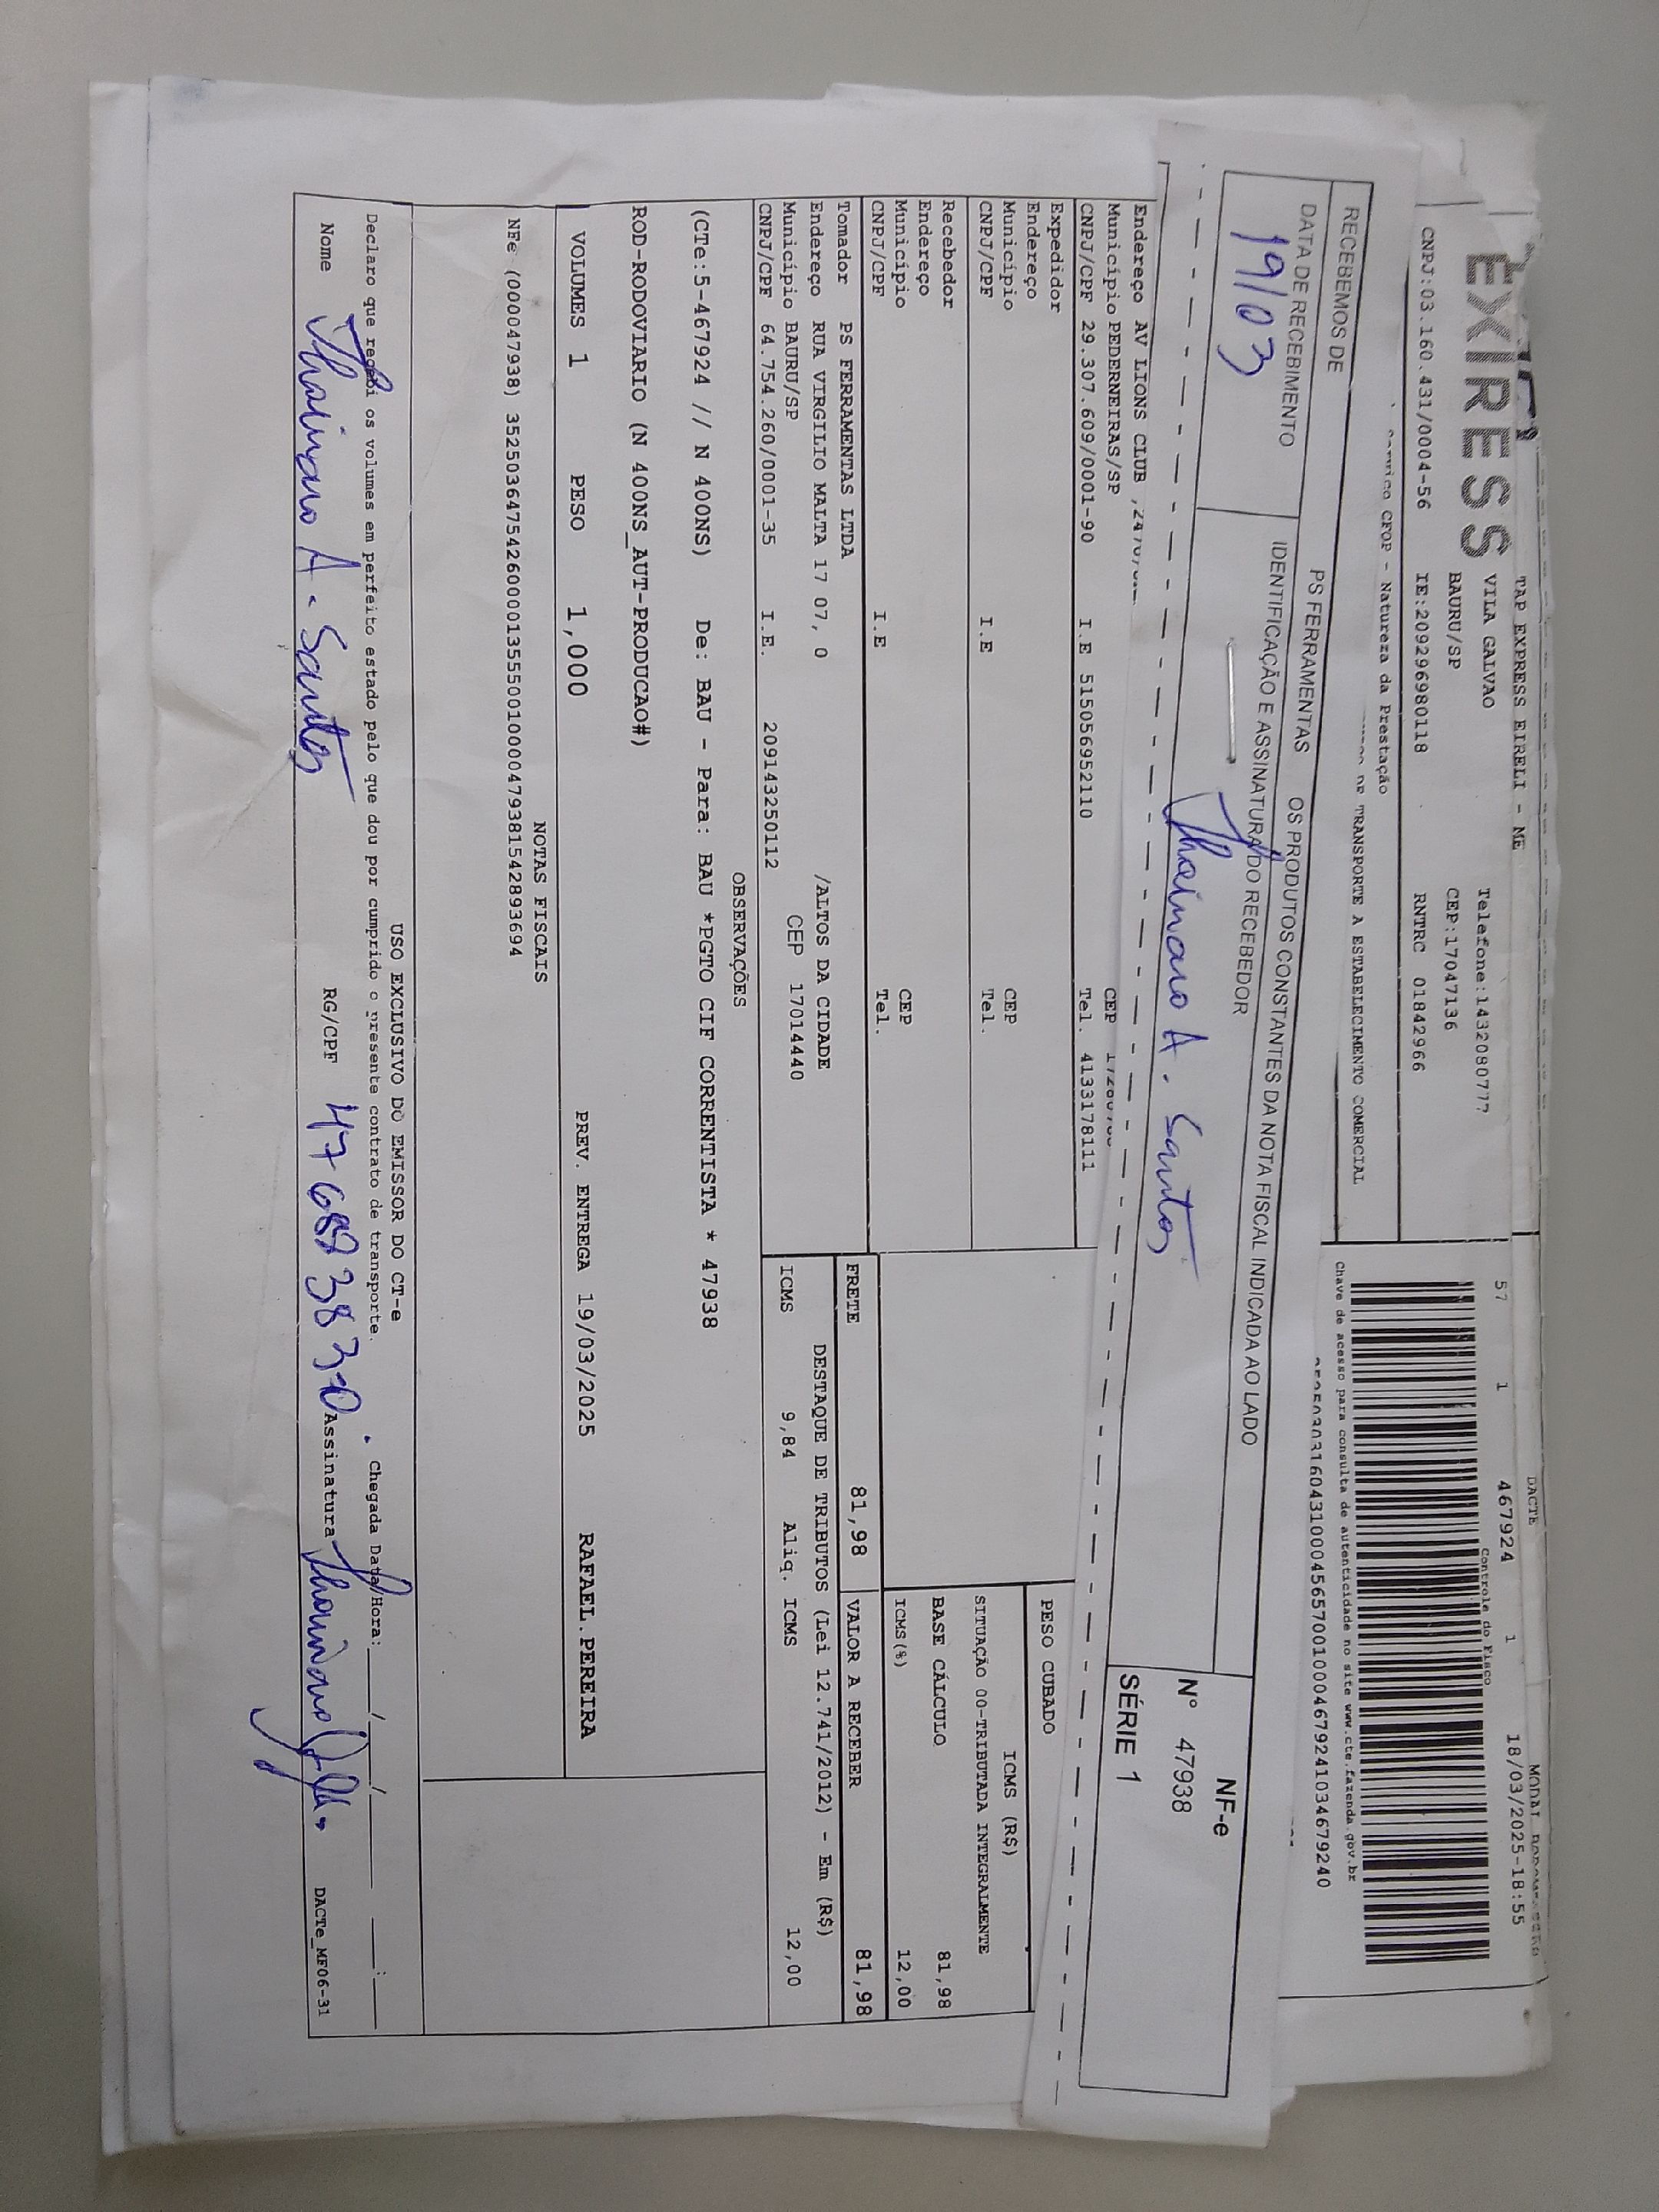 EXPRESS
TAP EXPRESS EIRELI - ME
VILA GALVAO
Telefone:1432080777
BAURU/SP
CEP:17047136
CNPJ:03.160.431/0004-56 IE:209296980118 RNTRC 01842966
DACTE
57 1 467924 1 18/03/2025-18:55
Controle do Fisco
Chave de acesso para consulta de autenticidade no site www.cte.fazenda.gov.br
CFOP - Natureza da Prestação
TRANSPORTE A ESTABELECIMENTO COMERCIAL
RECEBEMOS DE PS FERRAMENTAS OS PRODUTOS CONSTANTES DA NOTA FISCAL INDICADA AO LADO
DATA DE RECEBIMENTO
19/03
IDENTIFICAÇÃO E ASSINATURA DO RECEBEDOR
Thainara A. Santos
NF-e
N° 47938
SÉRIE 1
Endereço AV LIONS CLUB
Município PEDERNEIRAS/SP CEP
CNPJ/CPF 29.307.609/0001-90 I.E 515056952110 Tel. 4133178111
PESO CUBADO
Expedidor
Endereço
Município CEP
CNPJ/CPF I.E Tel.
ICMS (R$)
SITUAÇÃO 00-TRIBUTADA INTEGRALMENTE
BASE CÁLCULO 81,98
ICMS(%) 12,00
Recebedor
Endereço
Município CEP
CNPJ/CPF I.E Tel.
FRETE 81,98 VALOR A RECEBER 81,98
Tomador PS FERRAMENTAS LTDA
Endereço RUA VIRGILIO MALTA 17 07, 0 /ALTOS DA CIDADE
Município BAURU/SP CEP 17014440
CNPJ/CPF 64.754.260/0001-35 I.E. 209143250112
DESTAQUE DE TRIBUTOS (Lei 12.741/2012) - Em (R$)
ICMS 9,84 Aliq. ICMS 12,00
OBSERVAÇÕES
(CTe:5-467924 // N 400NS) De: BAU - Para: BAU *PGTO CIF CORRENTISTA * 47938
ROD-RODOVIARIO (N 400NS_AUT-PRODUCAO#)
VOLUMES 1 PESO 1,000 PREV. ENTREGA 19/03/2025 RAFAEL.PEREIRA
NOTAS FISCAIS
NFe (000047938) 35250364754260000135550010000479381542893694
USO EXCLUSIVO DO EMISSOR DO CT-e
Declaro que recebi os volumes em perfeito estado pelo que dou por cumprido o presente contrato de transporte. Chegada Data/Hora: ____/____/____ ___:___
Nome Thainara A. Santos RG/CPF Assinatura DACTe_MF06-31